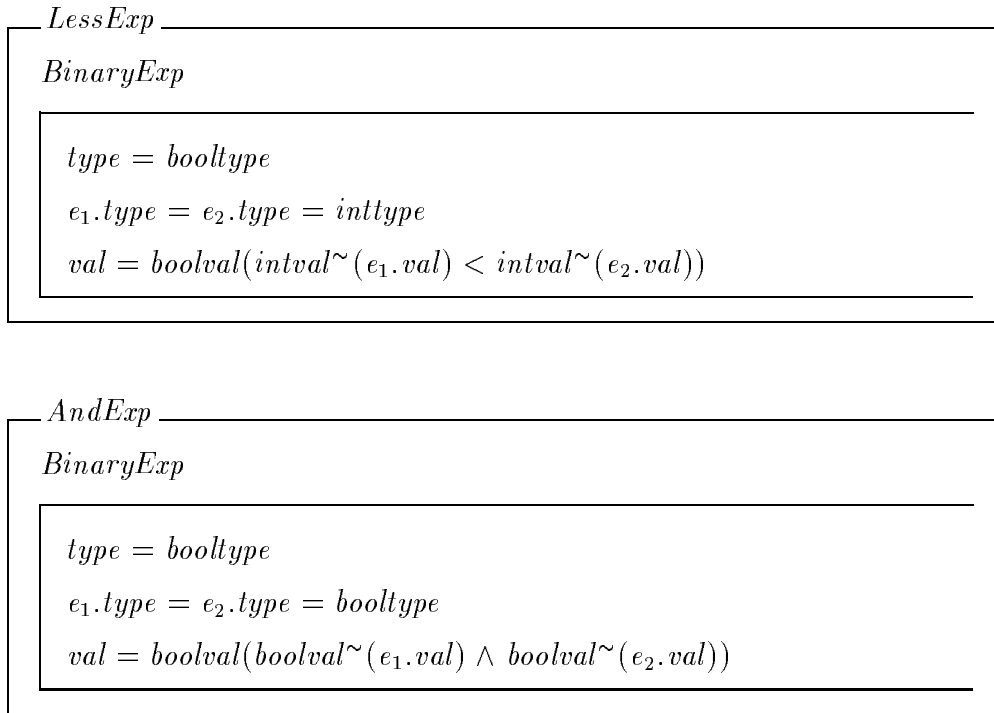 LessExp
BinaryExp
type = booltype
e₁.type = e₂.type = inttype
val = boolval(intval~(e₁.val) < intval~(e₂.val))
AndExp
BinaryExp
type = booltype
e₁.type = e₂.type = booltype
val = boolval(boolval~(e₁.val) ∧ boolval~(e₂.val))